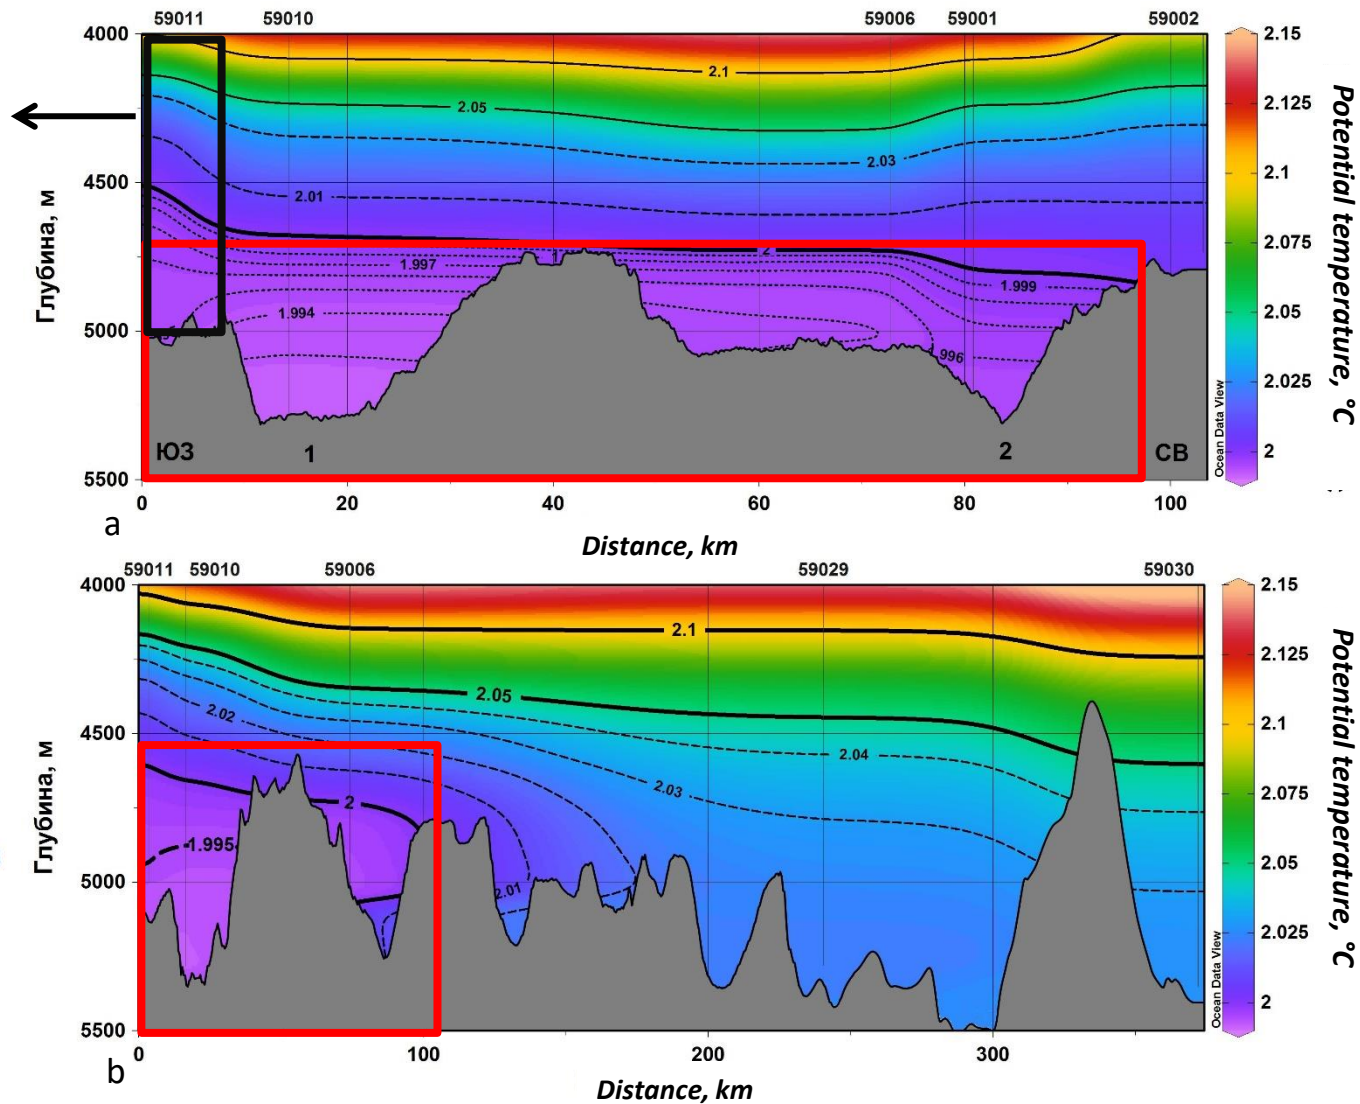 59011 59010 59006 59001 59002
4000
4500
5000
5500
Глубина, м
2.1
2.05
2.03
2.01
2
1
1.997
1.999
1.994
996
ЮЗ 1 2 СВ
0 20 40 60 80 100
a
Distance, km
Ocean Data View
2.15
2.125
2.1
2.075
2.05
2.025
2
Potential temperature, °C
59011 59010 59006 59029 59030
4000
4500
5000
5500
Глубина, м
2.1
2.05
2.02
2.04
2.03
2
1.995
2.01
0 100 200 300
b
Distance, km
Ocean Data View
2.15
2.125
2.1
2.075
2.05
2.025
2
Potential temperature, °C